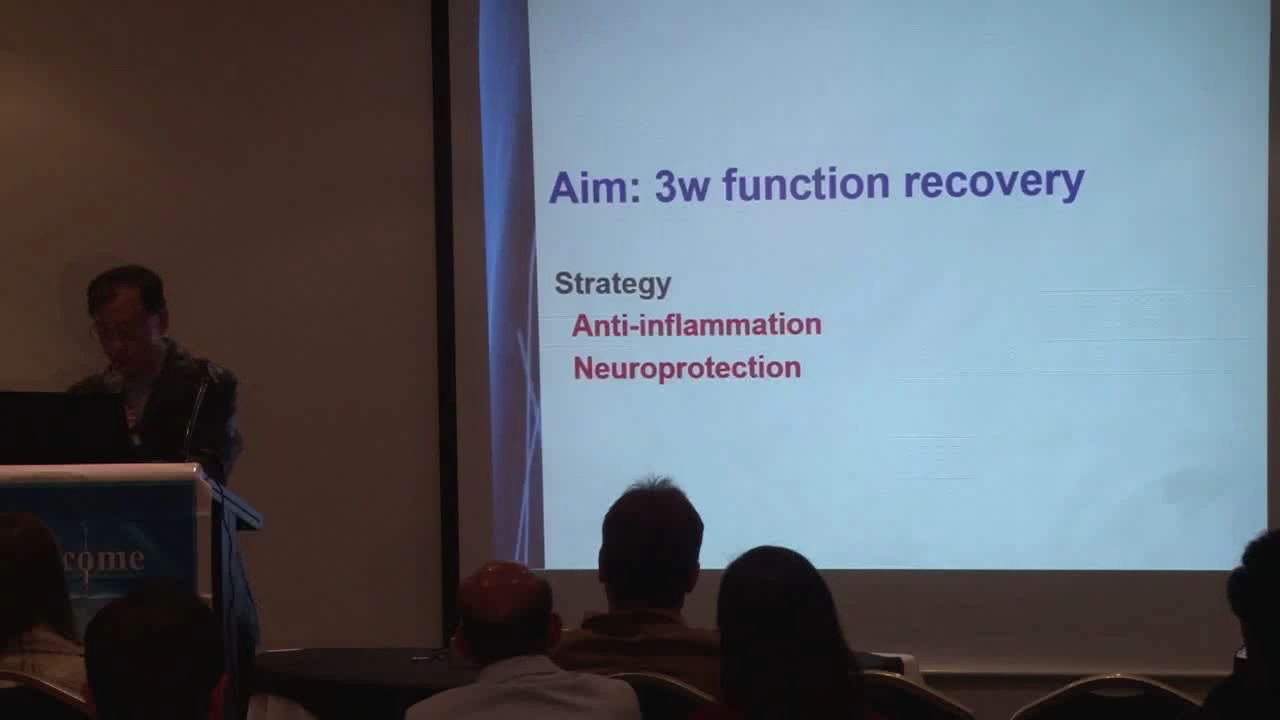 Aim: 3w function recovery
Strategy
Anti-inflammation
Neuroprotection
come